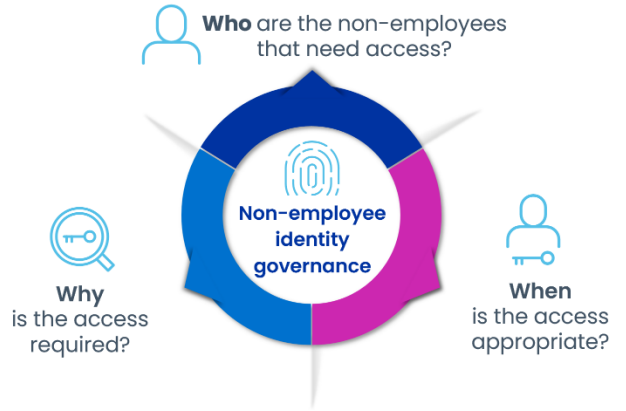 Who are the non-employees
that need access?
Non-employee
identity
governance
Why
is the access
required?
When
is the access
appropriate?